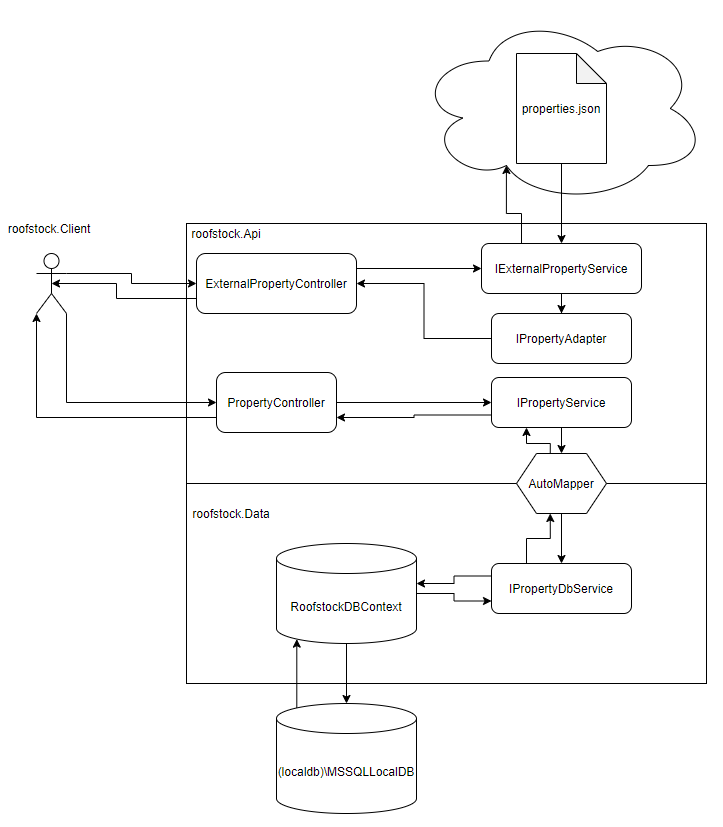 properties.json
roofstock.Client
roofstock.Api
ExternalPropertyController
IExternalPropertyService
IPropertyAdapter
PropertyController
IPropertyService
AutoMapper
roofstock.Data
IPropertyDbService
RoofstockDBContext
(localdb)\MSSQLLocalDB